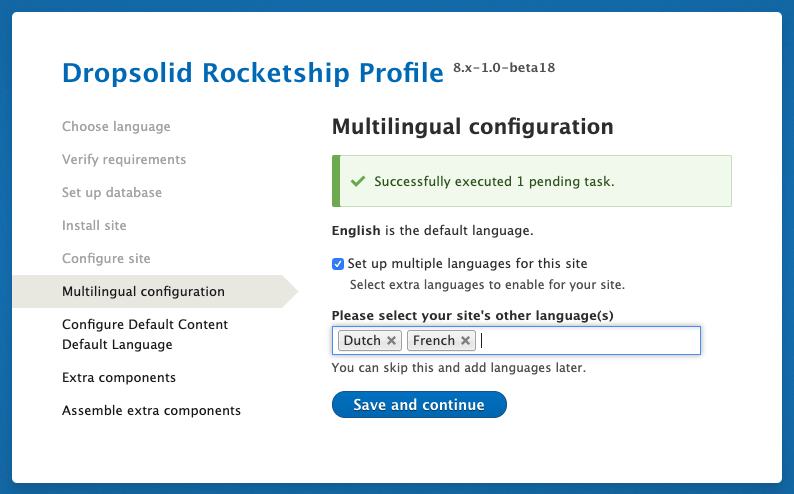 Dropsolid Rocketship Profile 8.x-1.0-beta18
Choose language
Verify requirements
Set up database
Install site
Configure site
Multilingual configuration
Configure Default Content
Default Language
Extra components
Assemble extra components
Multilingual configuration
Successfully executed 1 pending task.
English is the default language.
Set up multiple languages for this site
Select extra languages to enable for your site.
Please select your site's other language(s)
Dutch French
You can skip this and add languages later.
Save and continue